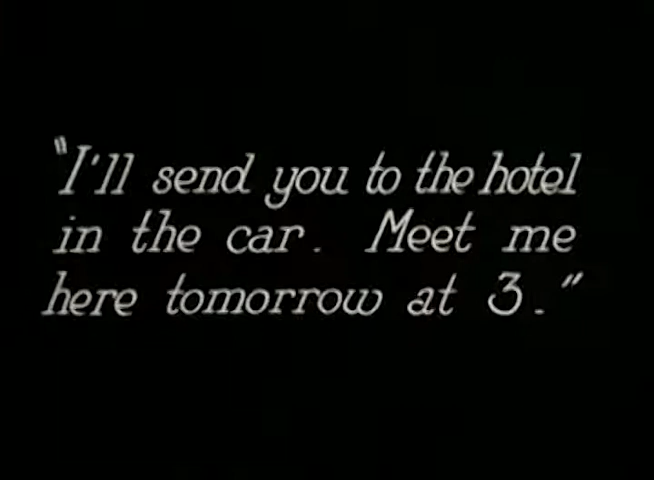 "I'll send you to the hotel
in the car. Meet me
here tomorrow at 3."